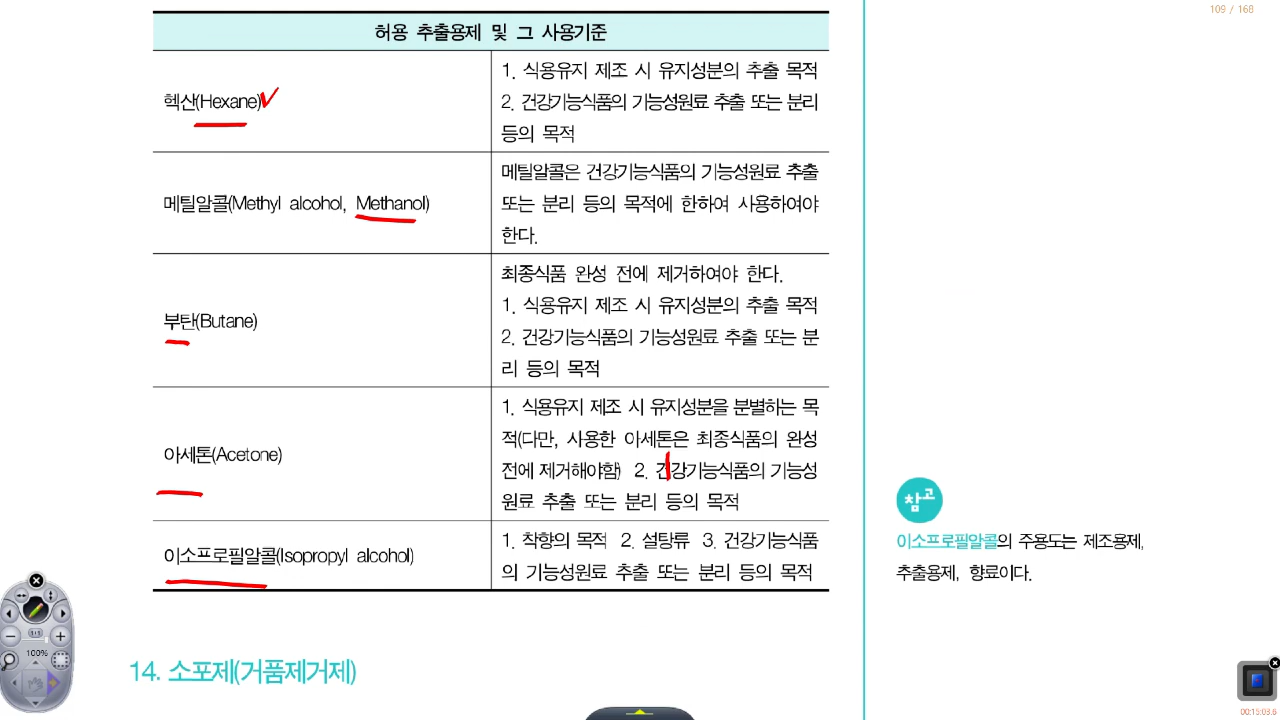 109 / 168
허용 추출용제 및 그 사용기준
헥산(Hexane)
1. 식용유지 제조 시 유지성분의 추출 목적
2. 건강기능식품의 기능성원료 추출 또는 분리
등의 목적
메틸알콜(Methyl alcohol, Methanol)
메틸알콜은 건강기능식품의 기능성원료 추출
또는 분리 등의 목적에 한하여 사용하여야
한다.
부탄(Butane)
최종식품 완성 전에 제거하여야 한다.
1. 식용유지 제조 시 유지성분의 추출 목적
2. 건강기능식품의 기능성원료 추출 또는 분
리 등의 목적
아세톤(Acetone)
1. 식용유지 제조 시 유지성분을 분별하는 목
적(다만, 사용한 아세톤은 최종식품의 완성
전에 제거해야함) 2. 건강기능식품의 기능성
원료 추출 또는 분리 등의 목적
이소프로필알콜(Isopropyl alcohol)
1. 착향의 목적 2. 설탕류 3. 건강기능식품
의 기능성원료 추출 또는 분리 등의 목적
참고
이소프로필알콜의 주용도는 제조용제,
추출용제, 향료이다.
14. 소포제(거품제거제)
1:1
100%
00:15:03.6